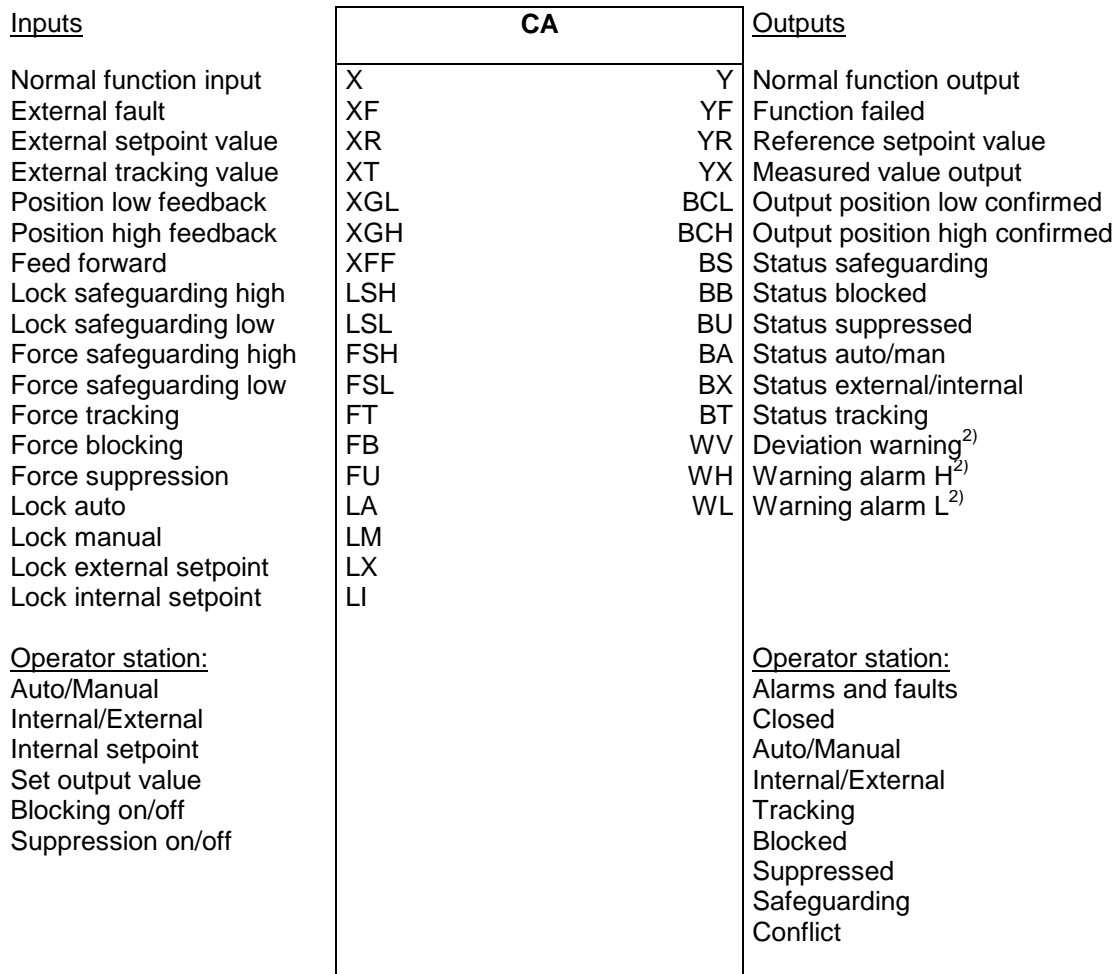 Inputs CA Outputs
Normal function input X Y Normal function output
External fault XF YF Function failed
External setpoint value XR YR Reference setpoint value
External tracking value XT YX Measured value output
Position low feedback XGL BCL Output position low confirmed
Position high feedback XGH BCH Output position high confirmed
Feed forward XFF BS Status safeguarding
Lock safeguarding high LSH BB Status blocked
Lock safeguarding low LSL BU Status suppressed
Force safeguarding high FSH BA Status auto/man
Force safeguarding low FSL BX Status external/internal
Force tracking FT BT Status tracking
Force blocking FB WV Deviation warning2)
Force suppression FU WH Warning alarm H2)
Lock auto LA WL Warning alarm L2)
Lock manual LM
Lock external setpoint LX
Lock internal setpoint LI
Operator station: Operator station:
Auto/Manual Alarms and faults
Internal/External Closed
Internal setpoint Auto/Manual
Set output value Internal/External
Blocking on/off Tracking
Suppression on/off Blocked
Suppressed
Safeguarding
Conflict